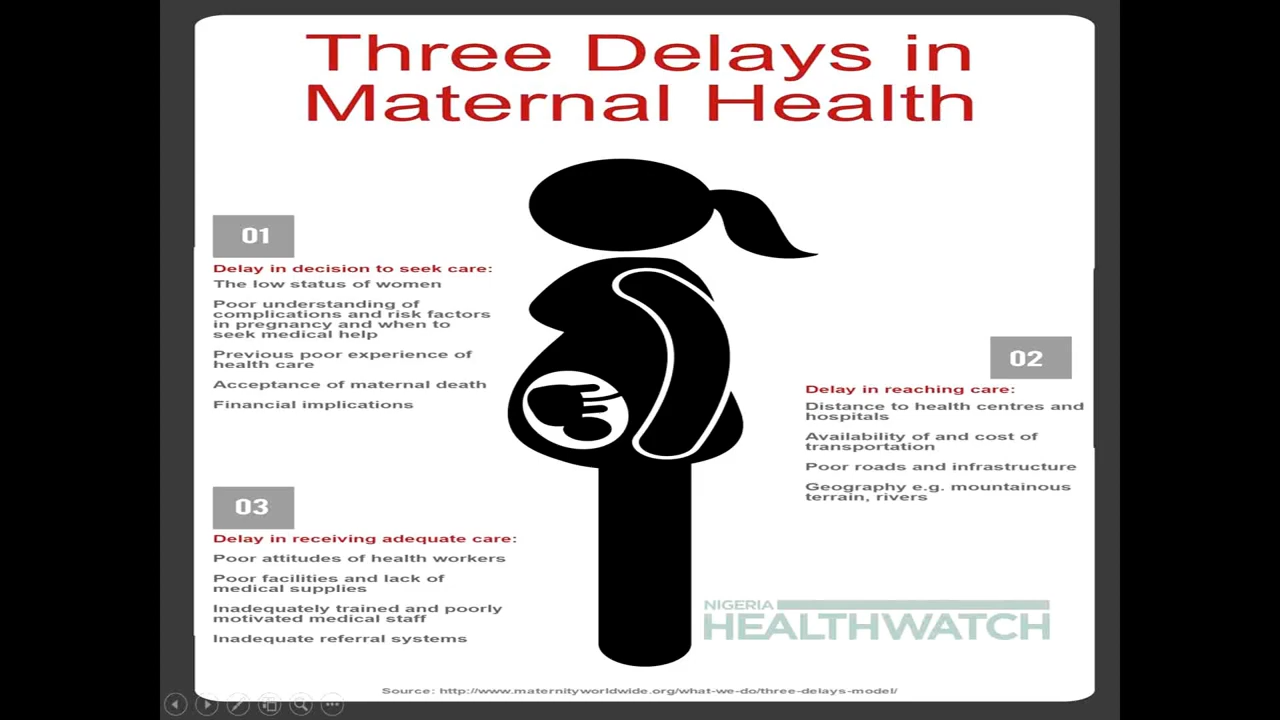 Three Delays in
Maternal Health
01
Delay in decision to seek care:
The low status of women
Poor understanding of
complications and risk factors
in pregnancy and when to
seek medical help
Previous poor experience of
health care
Acceptance of maternal death
Financial implications
02
Delay in reaching care:
Distance to health centres and
hospitals
Availability of and cost of
transportation
Poor roads and infrastructure
Geography e.g. mountainous
terrain, rivers
03
Delay in receiving adequate care:
Poor attitudes of health workers
Poor facilities and lack of
medical supplies
Inadequately trained and poorly
motivated medical staff
Inadequate referral systems
NIGERIA
HEALTHWATCH
Source: http://www.maternityworldwide.org/what-we-do/three-delays-model/